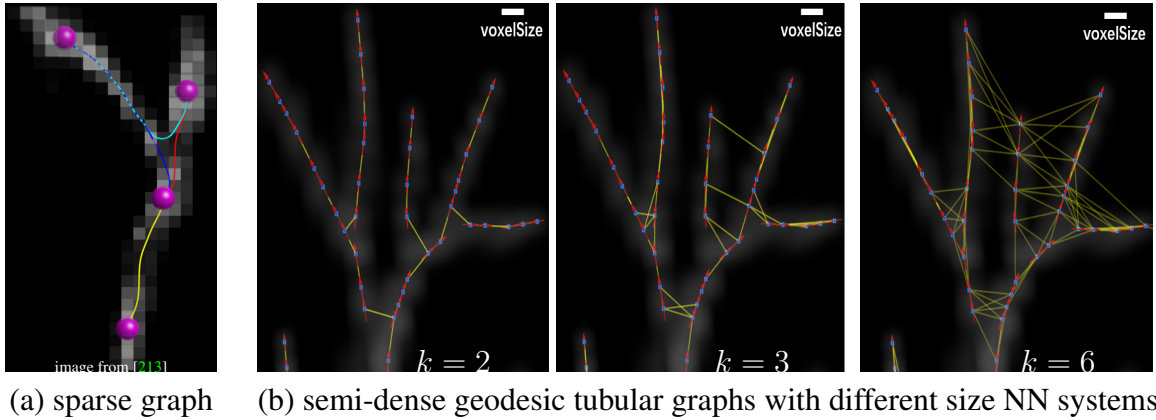 voxelSize
voxelSize
voxelSize
image from [213]
k = 2
k = 3
k = 6
(a) sparse graph
(b) semi-dense geodesic tubular graphs with different size NN systems